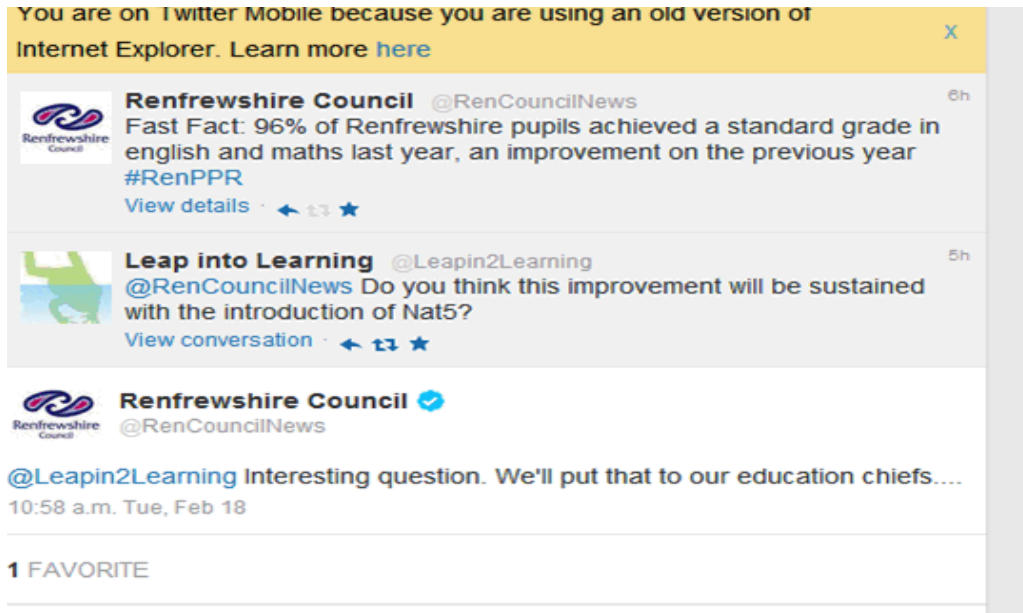 You are on Twitter Mobile because you are using an old version of
Internet Explorer. Learn more here
x
Renfrewshire Council @RenCouncilNews 6h
Renfrewshire
Council
Fast Fact: 96% of Renfrewshire pupils achieved a standard grade in
english and maths last year, an improvement on the previous year
#RenPPR
View details ·
Leap into Learning @Leapin2Learning 5h
@RenCouncilNews Do you think this improvement will be sustained
with the introduction of Nat5?
View conversation ·
Renfrewshire
Council
Renfrewshire Council
@RenCouncilNews
@Leapin2Learning Interesting question. We'll put that to our education chiefs....
10:58 a.m. Tue, Feb 18
1 FAVORITE